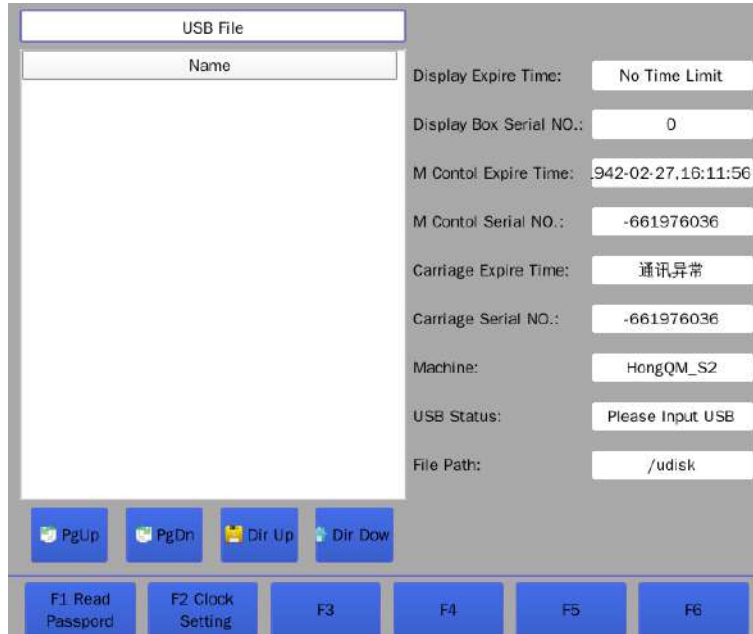 USB File
Name
Display Expire Time: No Time Limit
Display Box Serial NO.: 0
M Contol Expire Time: .942-02-27,16:11:56
M Contol Serial NO.: -661976036
Carriage Expire Time: 通讯异常
Carriage Serial NO.: -661976036
Machine: HongQM_S2
USB Status: Please Input USB
File Path: /udisk
PgUp PgDn Dir Up Dir Dow
F1 Read Passpord F2 Clock Setting F3 F4 F5 F6